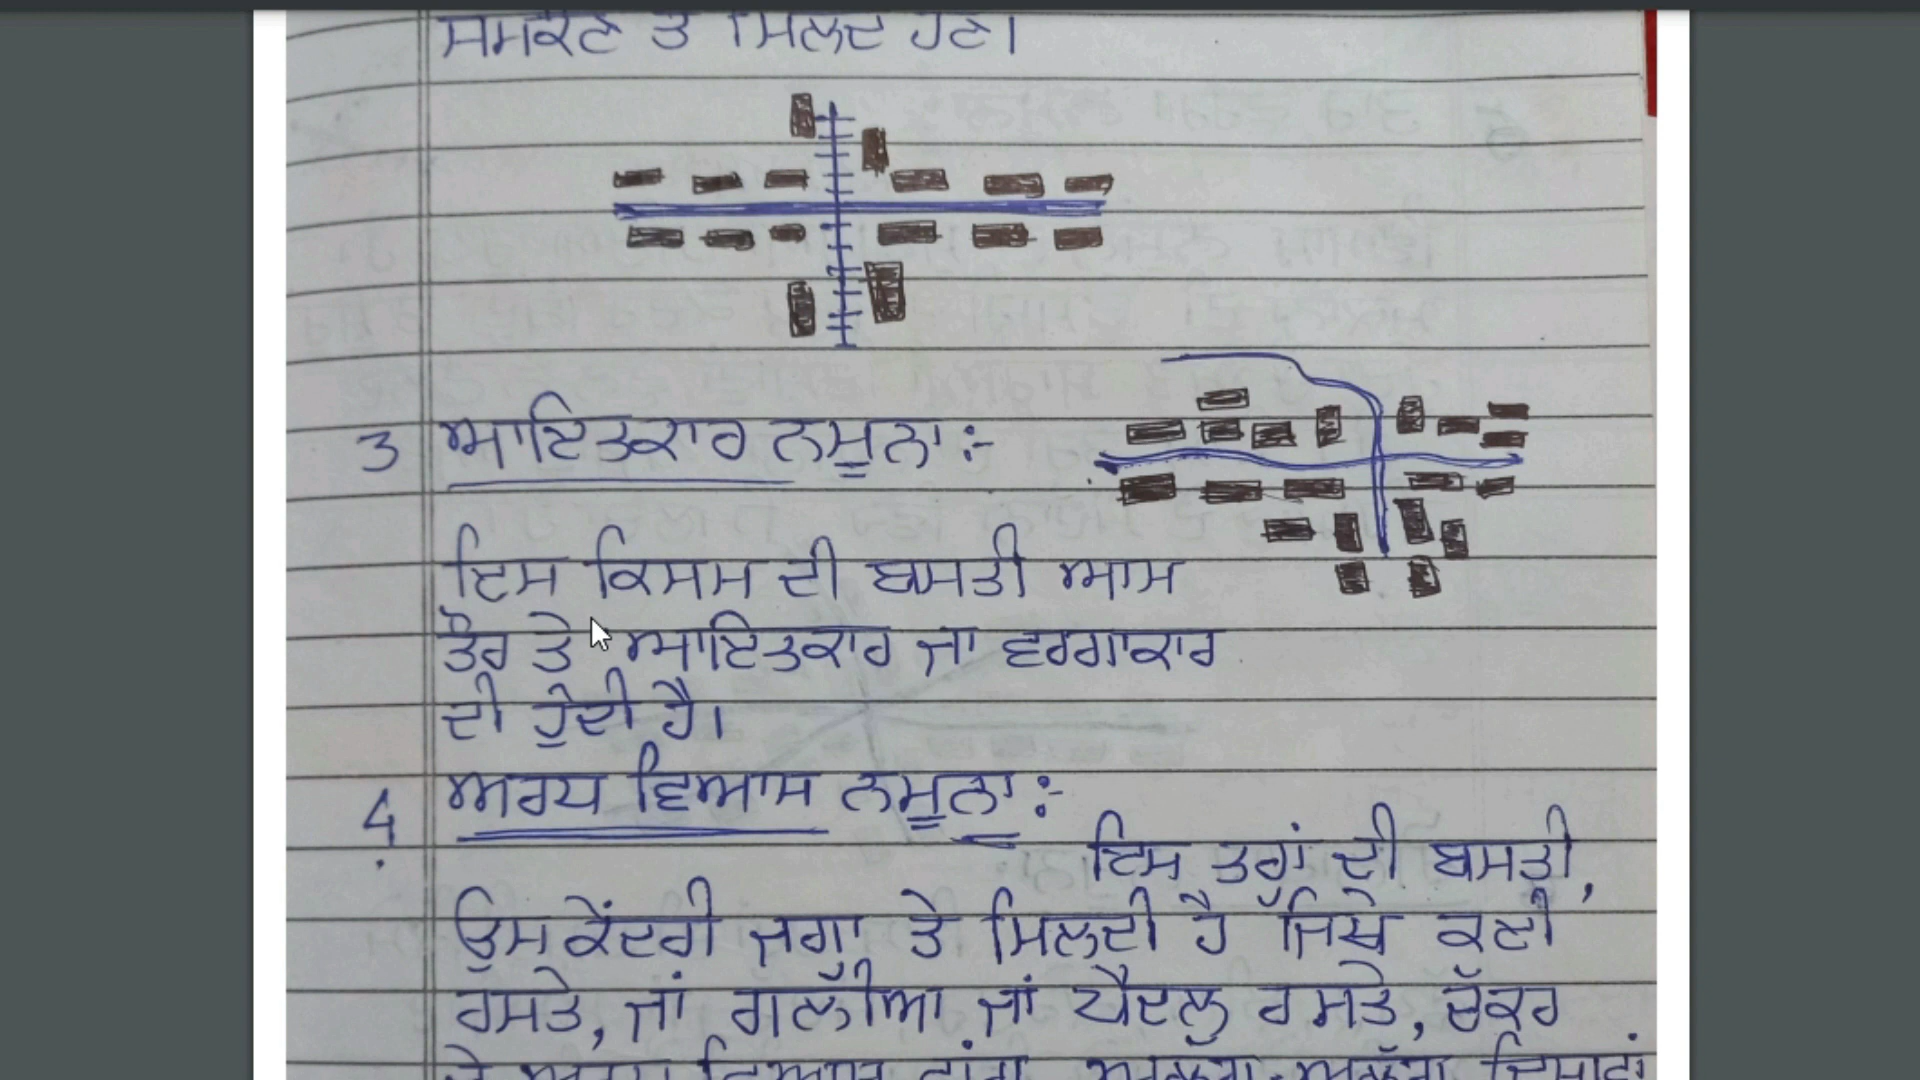 ਸਮਕੋਣ ਤੇ ਮਿਲਦੇ ਹਣ।
3 ਆਇਤਕਾਰ ਨਮੂਨਾ:-
ਇਸ ਕਿਸਮ ਦੀ ਬਸਤੀ ਆਮ
ਤੌਰ ਤੇ ਆਇਤਕਾਰ ਜਾਂ ਵਰਗਾਕਾਰ
ਦੀ ਹੁੰਦੀ ਹੈ।
4. ਅਰਧ ਵਿਆਸ ਨਮੂਨਾ:-
ਇਸ ਤਰ੍ਹਾਂ ਦੀ ਬਸਤੀ,
ਉਸ ਕੇਂਦਰੀ ਜਗ੍ਹਾ ਤੇ ਮਿਲਦੀ ਹੈ ਜਿੱਥੇ ਕਈ
ਰਸਤੇ, ਜਾਂ ਗਲੀਆਂ ਜਾਂ ਪੈਦਲ ਰਸਤੇ, ਚੱਕਰ